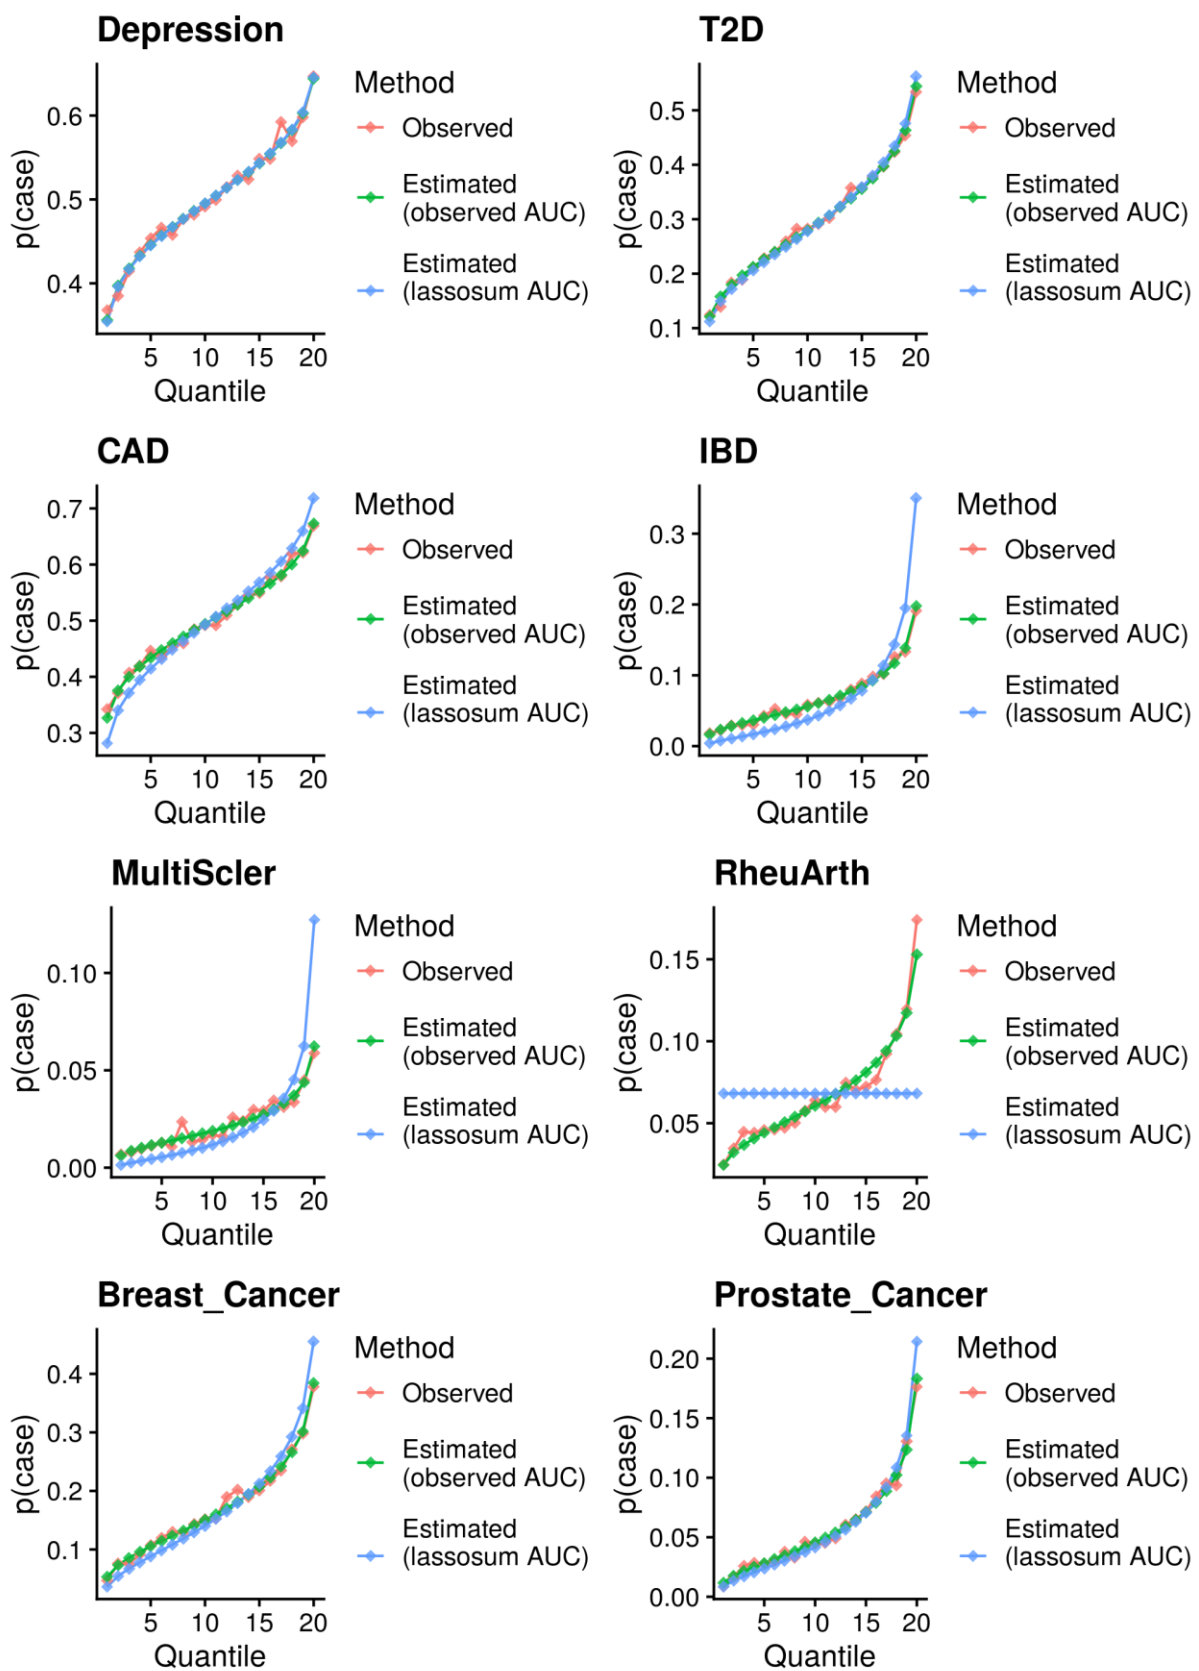 Depression
p(case)
0.6
0.5
0.4
5 10 15 20
Quantile
Method
Observed
Estimated
(observed AUC)
Estimated
(lassosum AUC)
T2D
p(case)
0.5
0.4
0.3
0.2
0.1
5 10 15 20
Quantile
Method
Observed
Estimated
(observed AUC)
Estimated
(lassosum AUC)
CAD
p(case)
0.7
0.6
0.5
0.4
0.3
5 10 15 20
Quantile
Method
Observed
Estimated
(observed AUC)
Estimated
(lassosum AUC)
IBD
p(case)
0.3
0.2
0.1
0.0
5 10 15 20
Quantile
Method
Observed
Estimated
(observed AUC)
Estimated
(lassosum AUC)
MultiScler
p(case)
0.10
0.05
0.00
5 10 15 20
Quantile
Method
Observed
Estimated
(observed AUC)
Estimated
(lassosum AUC)
RheuArth
p(case)
0.15
0.10
0.05
5 10 15 20
Quantile
Method
Observed
Estimated
(observed AUC)
Estimated
(lassosum AUC)
Breast_Cancer
p(case)
0.4
0.3
0.2
0.1
5 10 15 20
Quantile
Method
Observed
Estimated
(observed AUC)
Estimated
(lassosum AUC)
Prostate_Cancer
p(case)
0.20
0.15
0.10
0.05
0.00
5 10 15 20
Quantile
Method
Observed
Estimated
(observed AUC)
Estimated
(lassosum AUC)